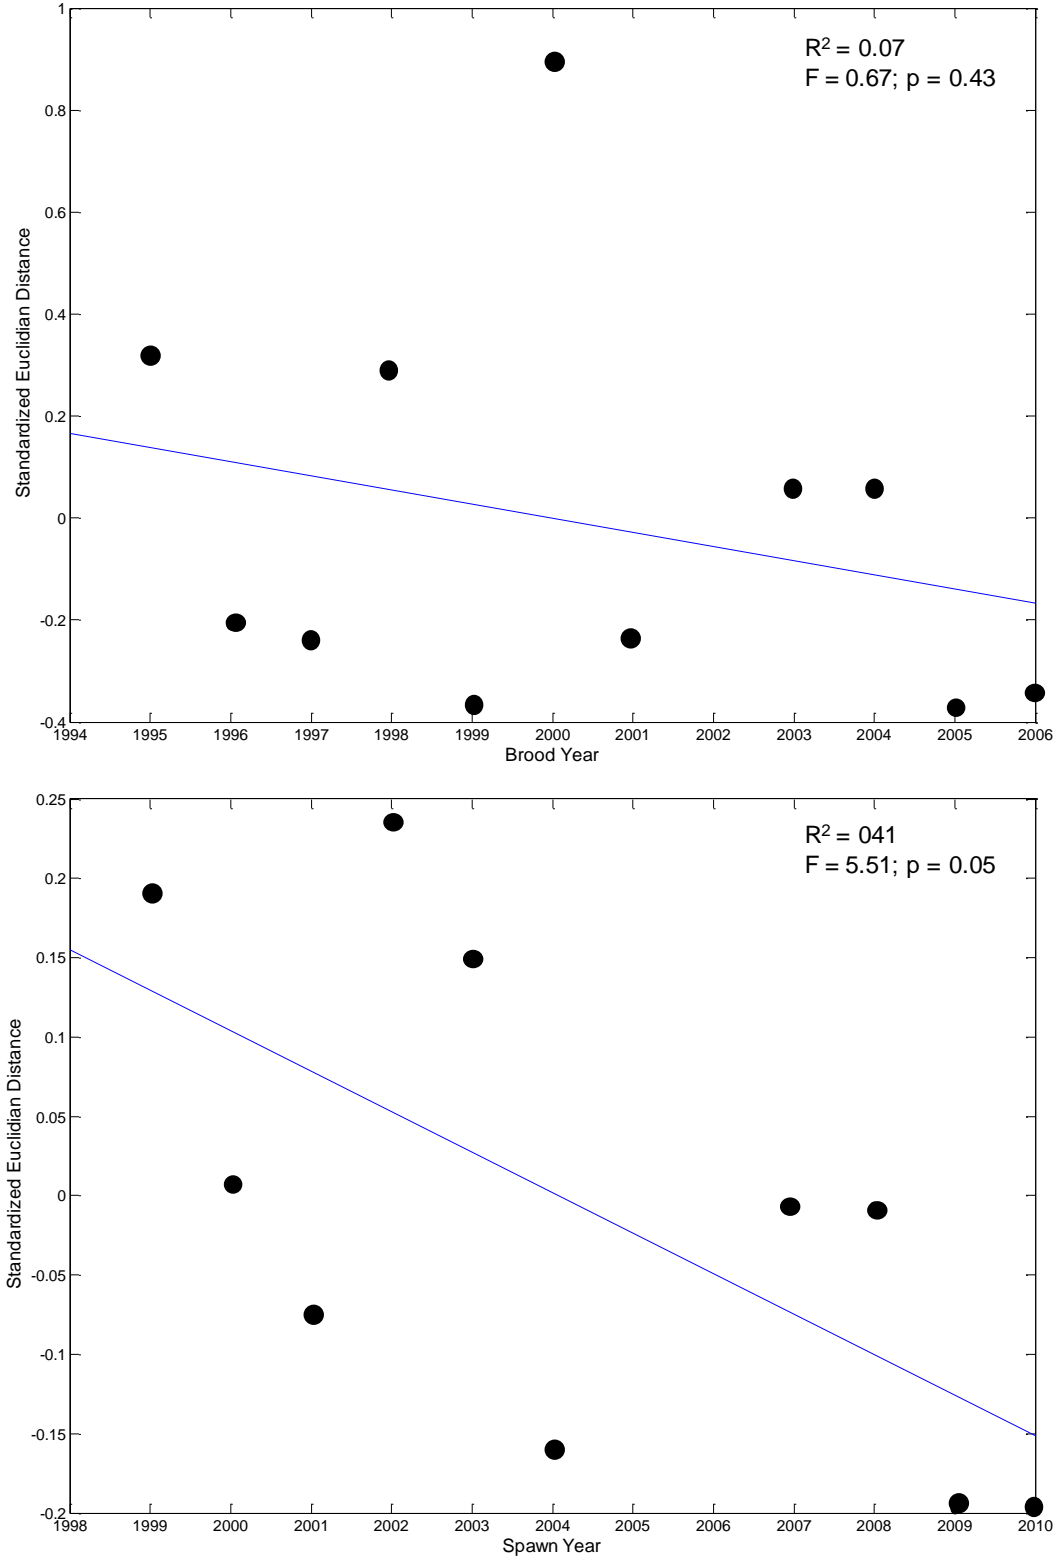 1
0.8
0.6
0.4
0.2
0
-0.2
-0.4
Standardized Euclidian Distance
R² = 0.07
F = 0.67; p = 0.43
1994 1995 1996 1997 1998 1999 2000 2001 2002 2003 2004 2005 2006
Brood Year
0.25
0.2
0.15
0.1
0.05
0
-0.05
-0.1
-0.15
-0.2
Standardized Euclidian Distance
R² = 041
F = 5.51; p = 0.05
1998 1999 2000 2001 2002 2003 2004 2005 2006 2007 2008 2009 2010
Spawn Year